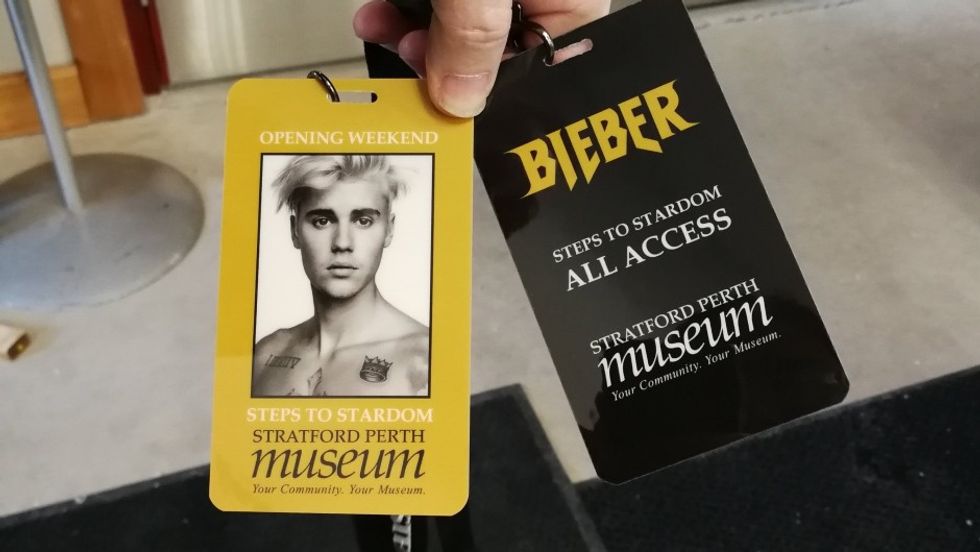 OPENING WEEKEND
STEPS TO STARDOM
STRATFORD PERTH
museum
Your Community. Your Museum.
BIEBER
STEPS TO STARDOM
ALL ACCESS
STRATFORD PERTH
museum
Your Community. Your Museum.